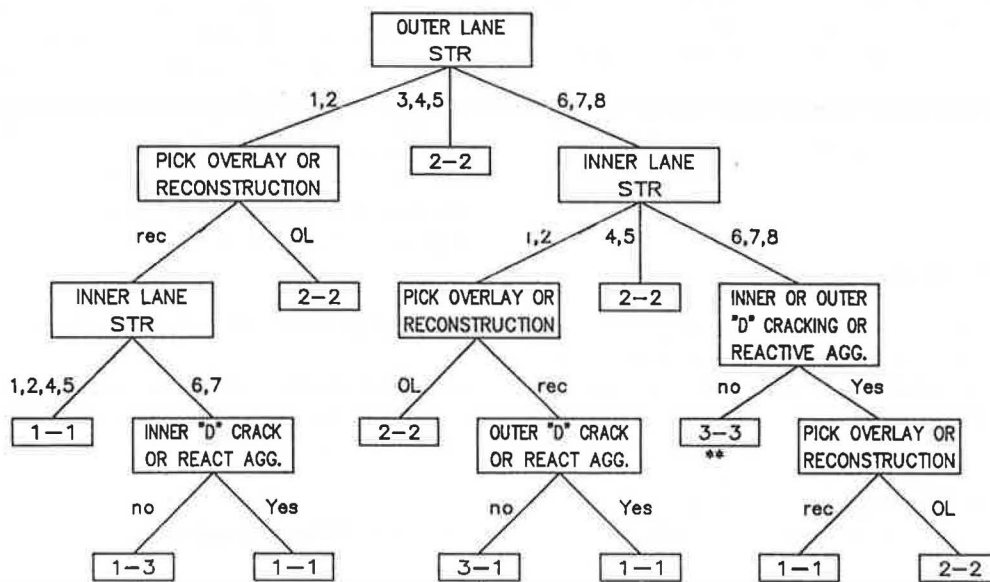 OUTER LANE
STR
1,2
3,4,5
6,7,8
PICK OVERLAY OR
RECONSTRUCTION
2-2
INNER LANE
STR
rec
OL
1,2
4,5
6,7,8
INNER LANE
STR
2-2
PICK OVERLAY OR
RECONSTRUCTION
2-2
INNER OR OUTER
"D" CRACKING OR
REACTIVE AGG.
1,2,4,5
6,7
OL
rec
no
Yes
1-1
INNER "D" CRACK
OR REACT AGG.
2-2
OUTER "D" CRACK
OR REACT AGG.
3-3
**
PICK OVERLAY OR
RECONSTRUCTION
no
Yes
no
Yes
rec
OL
1-3
1-1
3-1
1-1
1-1
2-2